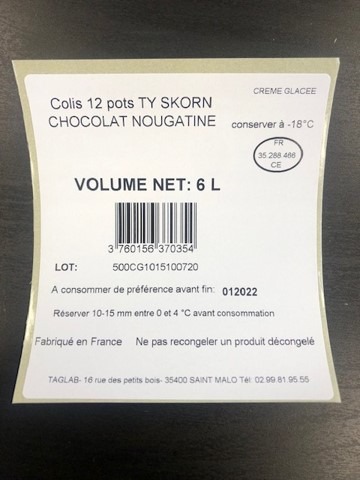 CREME GLACEE
Colis 12 pots TY SKORN
CHOCOLAT NOUGATINE
conserver à -18°C
FR
35.288.466
CE
VOLUME NET: 6 L
3 760156 370354
LOT: 500CG1015100720
A consommer de préférence avant fin: 012022
Réserver 10-15 mm entre 0 et 4 °C avant consommation
Fabriqué en France Ne pas recongeler un produit décongelé
TAGLAB- 16 rue des petits bois- 35400 SAINT MALO Tél: 02.99.81.95.55